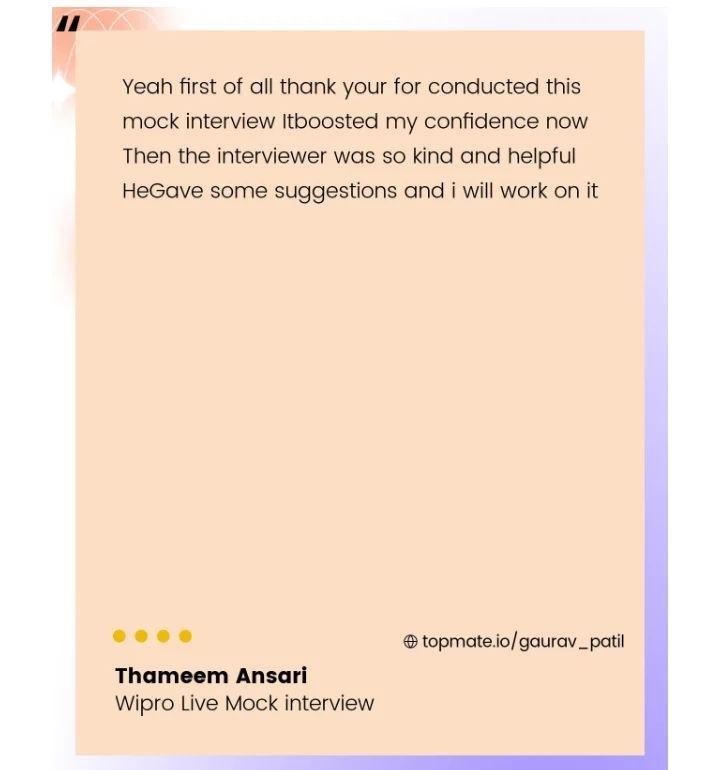 “
Yeah first of all thank your for conducted this
mock interview Itboosted my confidence now
Then the interviewer was so kind and helpful
HeGave some suggestions and i will work on it
topmate.io/gaurav_patil
Thameem Ansari
Wipro Live Mock interview